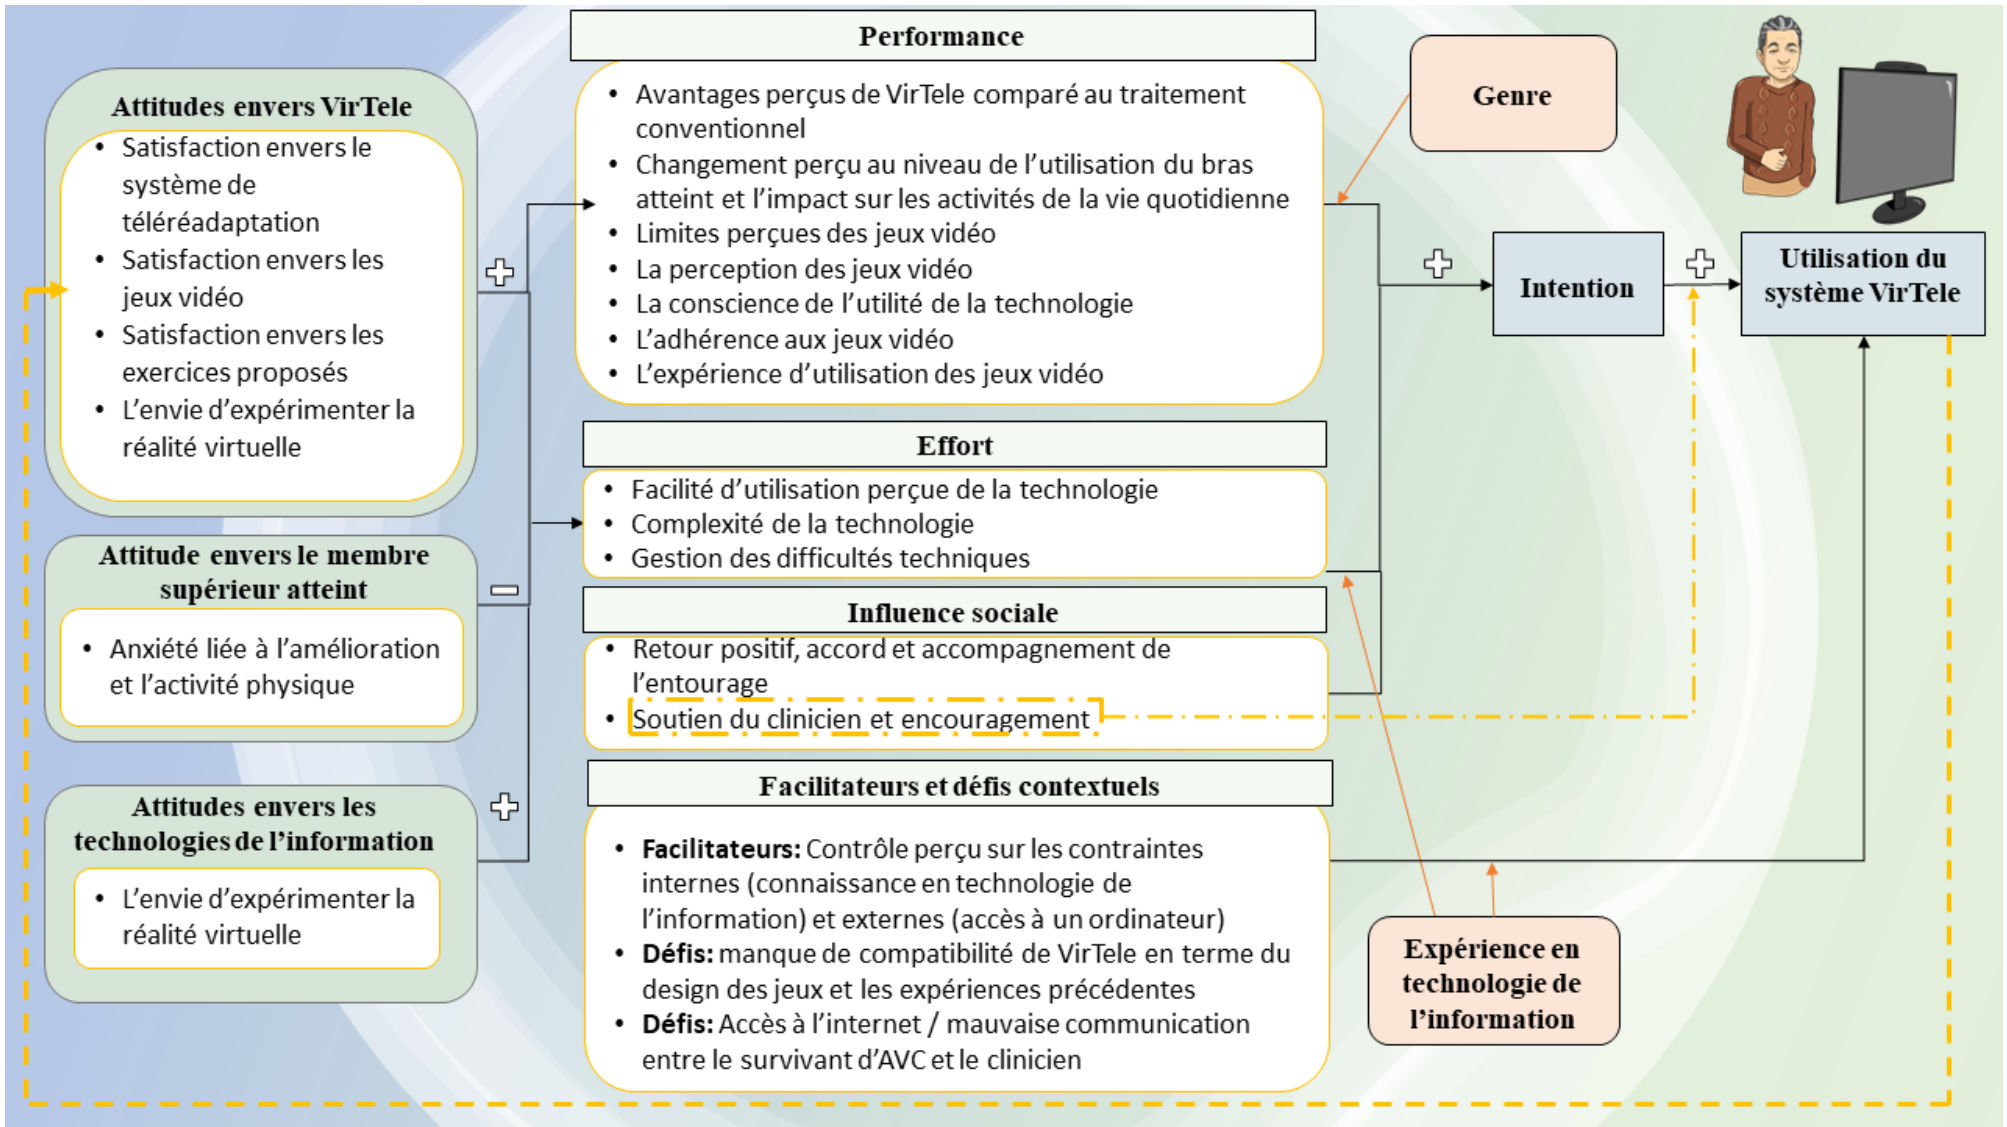 Attitudes envers VirTele
• Satisfaction envers le
système de
téléréadaptation
• Satisfaction envers les
jeux vidéo
• Satisfaction envers les
exercices proposés
• L’envie d’expérimenter la
réalité virtuelle
Attitude envers le membre
supérieur atteint
• Anxiété liée à l’amélioration
et l’activité physique
Attitudes envers les
technologies de l’information
• L’envie d’expérimenter la
réalité virtuelle
Performance
• Avantages perçus de VirTele comparé au traitement
conventionnel
• Changement perçu au niveau de l’utilisation du bras
atteint et l’impact sur les activités de la vie quotidienne
• Limites perçues des jeux vidéo
• La perception des jeux vidéo
• La conscience de l’utilité de la technologie
• L’adhérence aux jeux vidéo
• L’expérience d’utilisation des jeux vidéo
Effort
• Facilité d’utilisation perçue de la technologie
• Complexité de la technologie
• Gestion des difficultés techniques
Influence sociale
• Retour positif, accord et accompagnement de
l’entourage
• Soutien du clinicien et encouragement
Facilitateurs et défis contextuels
• Facilitateurs: Contrôle perçu sur les contraintes
internes (connaissance en technologie de
l’information) et externes (accès à un ordinateur)
• Défis: manque de compatibilité de VirTele en terme du
design des jeux et les expériences précédentes
• Défis: Accès à l’internet / mauvaise communication
entre le survivant d’AVC et le clinicien
Genre
Intention
Utilisation du
système VirTele
Expérience en
technologie de
l’information